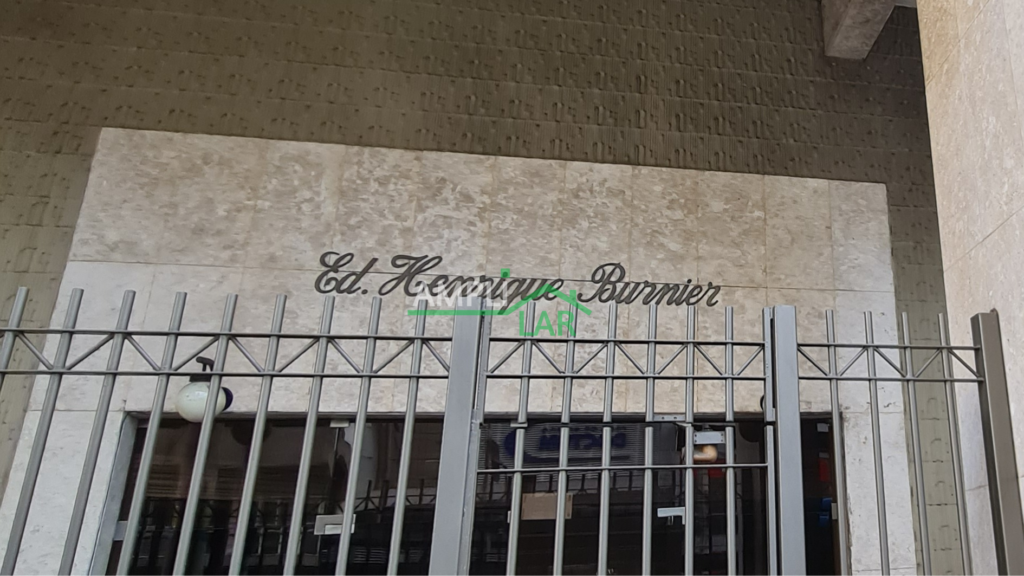 Ed. Henrique Burnier
LAR